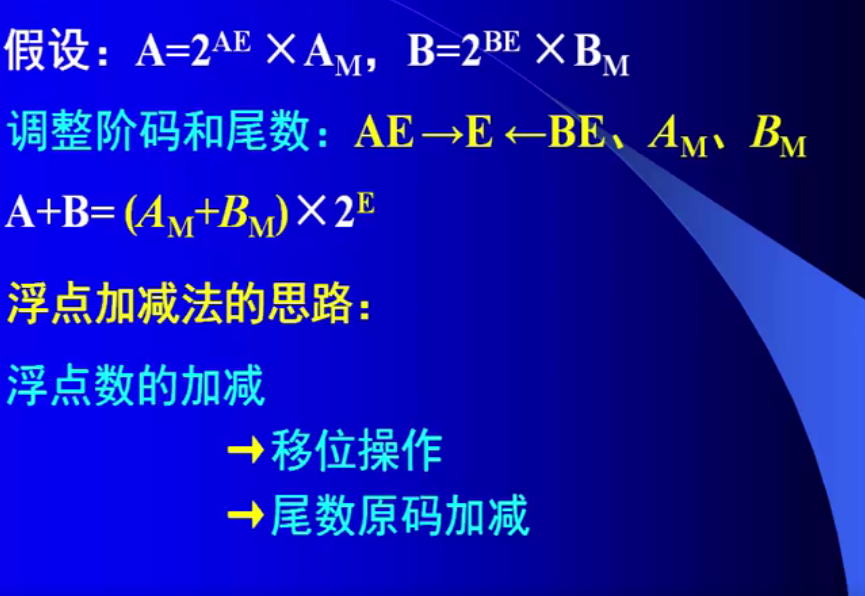 假设：A=2^AE ×A_M，B=2^BE ×B_M
调整阶码和尾数：AE→E←BE、A_M、B_M
A+B=(A_M+B_M)×2^E
浮点加减法的思路：
浮点数的加减
→移位操作
→尾数原码加减